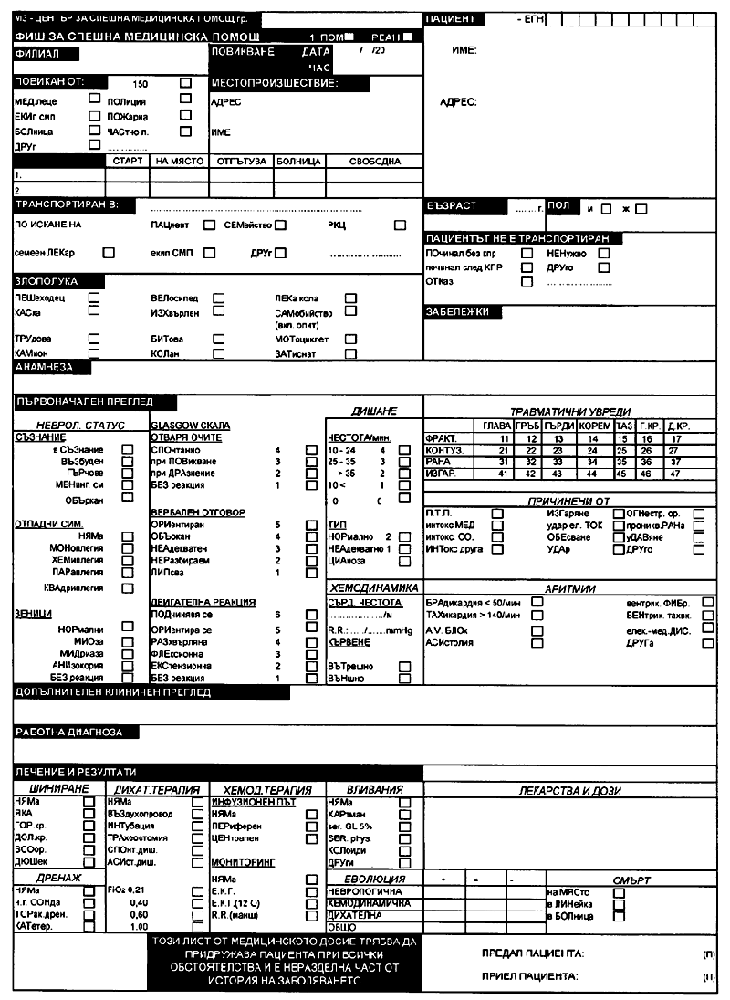 МЗ - ЦЕНТЪР ЗА СПЕШНА МЕДИЦИНСКА ПОМОЩ гр.
ФИШ ЗА СПЕШНА МЕДИЦИНСКА ПОМОЩ 1 ПОМ РЕАН
ПАЦИЕНТ - ЕГН
ФИЛИАЛ
ПОВИКВАНЕ ДАТА / /20
ЧАС
ИМЕ:
АДРЕС:
ПОВИКАН ОТ: 150
МЕД.леце ПОЛиция
ЕКИп смп ПОЖарна
БОЛница ЧАСТно л.
ДРУг ...............
МЕСТОПРОИЗШЕСТВИЕ:
АДРЕС
ИМЕ
СТАРТ НА МЯСТО ОТПЪТУВА БОЛНИЦА СВОБОДНА
1.
2
ТРАНСПОРТИРАН В:
ПО ИСКАНЕ НА ПАЦиент СЕМейство РКЦ
семеен ЛЕКар екип СМП ДРУг
ВЪЗРАСТ ........г. ПОЛ м ж
ПАЦИЕНТЪТ НЕ Е ТРАНСПОРТИРАН
ПОчинал без кпр НЕНужно
починал след КПР ДРУго
ОТКаз
ЗЛОПОЛУКА
ПЕШеходец ВЕЛосипед ЛЕКа кола
КАСка ИЗХвърлен САМобийство
(вкл. опит)
ТРУдова БИТова МОТоциклет
КАМион КОЛан ЗАТиснат
ЗАБЕЛЕЖКИ
АНАМНЕЗА
ПЪРВОНАЧАЛЕН ПРЕГЛЕД
НЕВРОЛ. СТАТУС
СЪЗНАНИЕ
в СЪЗнание
ВЪЗбуден
ГЪРчове
МЕНинг. см
ОБЪркан
ОТПАДНИ СИМ.
НЯМа
МОНоплегия
ХЕМиплегия
ПАРаплегия
КВАдриплегия
ЗЕНИЦИ
НОРмални
МИОза
МИДриаза
АНИзокория
БЕЗ реакция
GLASGOW СКАЛА
ОТВАРЯ ОЧИТЕ
СПОнтанно 4
при ПОВикване 3
при ДРАзнение 2
БЕЗ реакция 1
ВЕРБАЛЕН ОТГОВОР
ОРИентиран 5
ОБЪркан 4
НЕАдекватен 3
НЕРазбираем 2
ЛИПсва 1
ДВИГАТЕЛНА РЕАКЦИЯ
ПОДчинява се 6
ОРИентира се 5
РАЗхвърляна 4
ФЛЕксионна 3
ЕКСтензионна 2
БЕЗ реакция 1
ДИШАНЕ
ЧЕСТОТА/мин.
10 - 24 4
25 - 35 3
> 35 2
10 < 1
0 0
ТИП
НОРмално 2
НЕАдекватно 1
ЦИАноза
ХЕМОДИНАМИКА
СЪРД. ЧЕСТОТА:
...................../м
R.R.: ...../.......mmHg
КЪРВЕНЕ
ВЪТрешно
ВЪНшно
ТРАВМАТИЧНИ УВРЕДИ
ГЛАВА ГРЪБ ГЪРДИ КОРЕМ ТАЗ Г.КР. Д.КР.
ФРАКТ. 11 12 13 14 15 16 17
КОНТУЗ. 21 22 23 24 25 26 27
РАНА 31 32 33 34 35 36 37
ИЗГАР. 41 42 43 44 45 46 47
ПРИЧИНЕНИ ОТ
П.Т.П. ИЗГаряне ОГНестр. ор.
интокс МЕД удар ел. ТОК проникв.РАНа
интокс. СО. ОБЕсване уДАВяне
ИНТокс друга УДАр ДРУго
АРИТМИИ
БРАдикардия < 50/мин вентрик. ФИБр.
ТАХикардия > 140/мин ВЕНтрик. тахик.
A.V. БЛОк елек.-мед.ДИС.
АСИстолия ДРУГа
ДОПЪЛНИТЕЛЕН КЛИНИЧЕН ПРЕГЛЕД
РАБОТНА ДИАГНОЗА
ЛЕЧЕНИЕ И РЕЗУЛТАТИ
ШИНИРАНЕ
НЯМа
ЯКА
ГОР.кр.
ДОЛ.кр.
ДЮШек
ДРЕНАЖ
НЯМа
н.г. СОНда
ТОРак.дрен.
КАТетер.
ДИХАТ.ТЕРАПИЯ
НЯМа
ВЪЗдухопровод
ИНТубация
ТРАхеостомия
СПОнт.диш.
АСИст.диш.
FiO2 0,21
0,40
0,60
1.00
ХЕМОД.ТЕРАПИЯ
ИНФУЗИОНЕН ПЪТ
НЯМа
ПЕРиферен
ЦЕНтрален
МОНИТОРИНГ
НЯМа
Е.К.Г.
Е.К.Г.(12 О)
R.R.(манш)
ВЛИВАНИЯ
НЯМа
ХАРтман
GL 5%
SER. phys.
КОЛоиди
ДРУги
ЛЕКАРСТВА И ДОЗИ
ЕВОЛЮЦИЯ + = -
НЕВРОЛОГИЧНА
ХЕМОДИНАМИЧНА
ДИХАТЕЛНА
ОБЩО
СМЪРТ
на МЯСто
в ЛИНейка
в БОЛница
ТОЗИ ЛИСТ ОТ МЕДИЦИНСКОТО ДОСИЕ ТРЯБВА ДА
ПРИДРУЖАВА ПАЦИЕНТА ПРИ ВСИЧКИ
ОБСТОЯТЕЛСТВА И Е НЕРАЗДЕЛНА ЧАСТ ОТ
ИСТОРИЯ НА ЗАБОЛЯВАНЕТО
ПРЕДАЛ ПАЦИЕНТА: (П)
ПРИЕЛ ПАЦИЕНТА: (П)